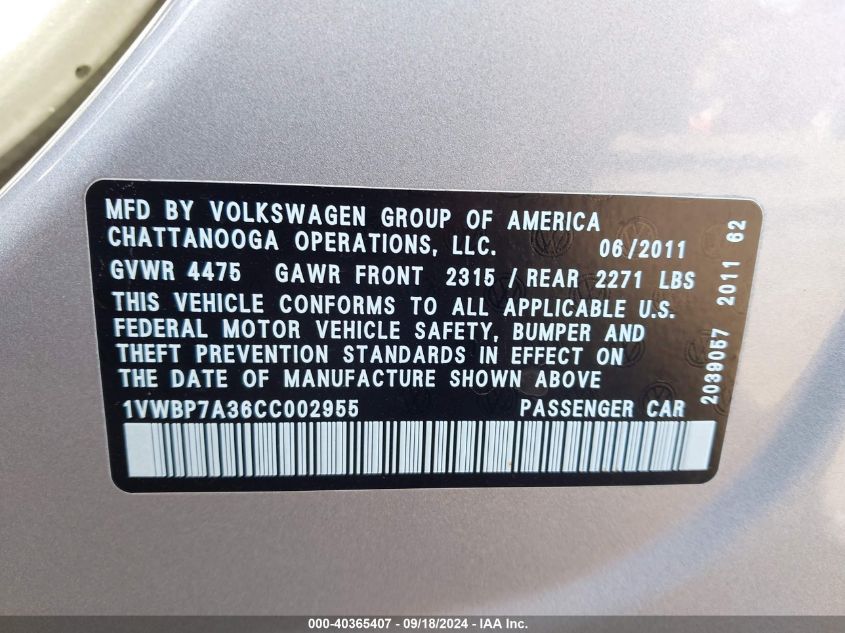 MFD BY VOLKSWAGEN GROUP OF AMERICA
CHATTANOOGA OPERATIONS, LLC. 06/2011
GVWR 4475 GAWR FRONT 2315 / REAR 2271 LBS
THIS VEHICLE CONFORMS TO ALL APPLICABLE U.S.
FEDERAL MOTOR VEHICLE SAFETY, BUMPER AND
THEFT PREVENTION STANDARDS IN EFFECT ON
THE DATE OF MANUFACTURE SHOWN ABOVE
1VWBP7A36CC002955 PASSENGER CAR
2039057 2011 62
000-40365407 - 09/18/2024 - IAA Inc.